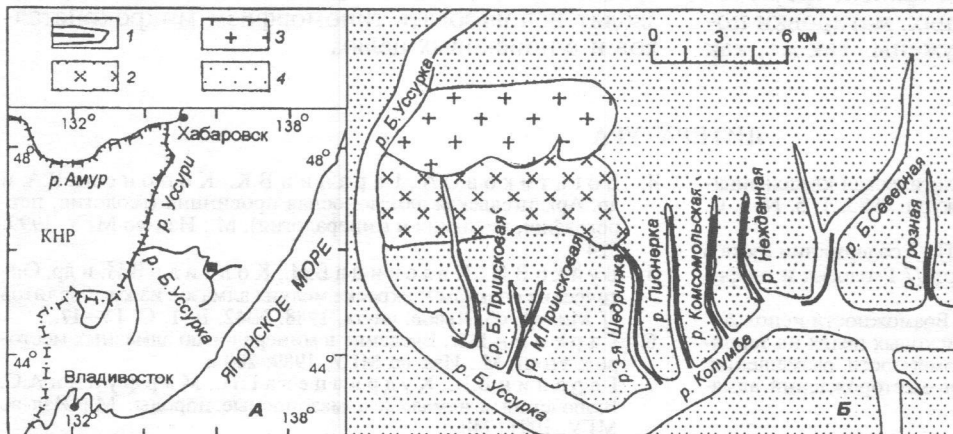 1
3
2
4
132°
138°
Хабаровск
48°
48°
р. Амур
р. Уссури
КНР
р. Б. Уссурка
ЯПОНСКОЕ МОРЕ
44°
44°
Владивосток
132°
А
138°
0 3 6 км
р. Б. Уссурка
р. Б. Приисковая
р. М. Приисковая
р. 3-я Щербинка
р. Пионерка
р. Комсомольская
р. Нежданная
р. Б. Северная
р. Грозная
р. Б. Уссурка
р. Колумбе
Б